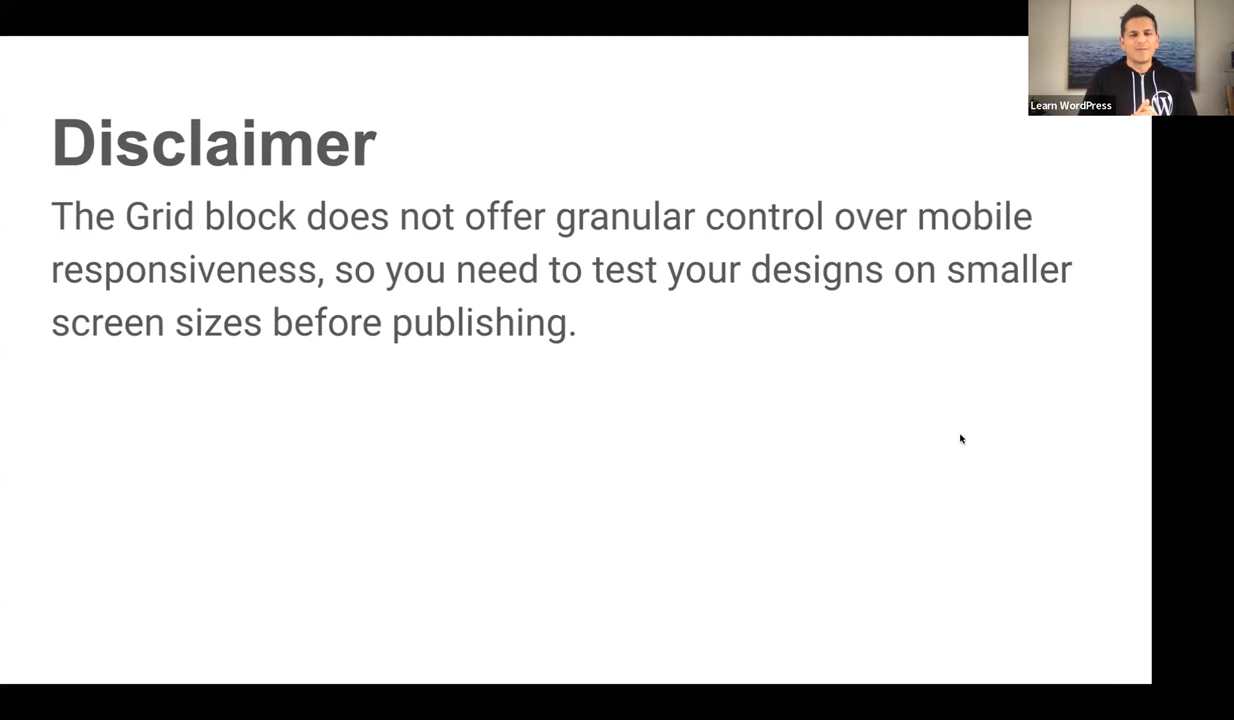 Learn WordPress
Disclaimer
The Grid block does not offer granular control over mobile
responsiveness, so you need to test your designs on smaller
screen sizes before publishing.